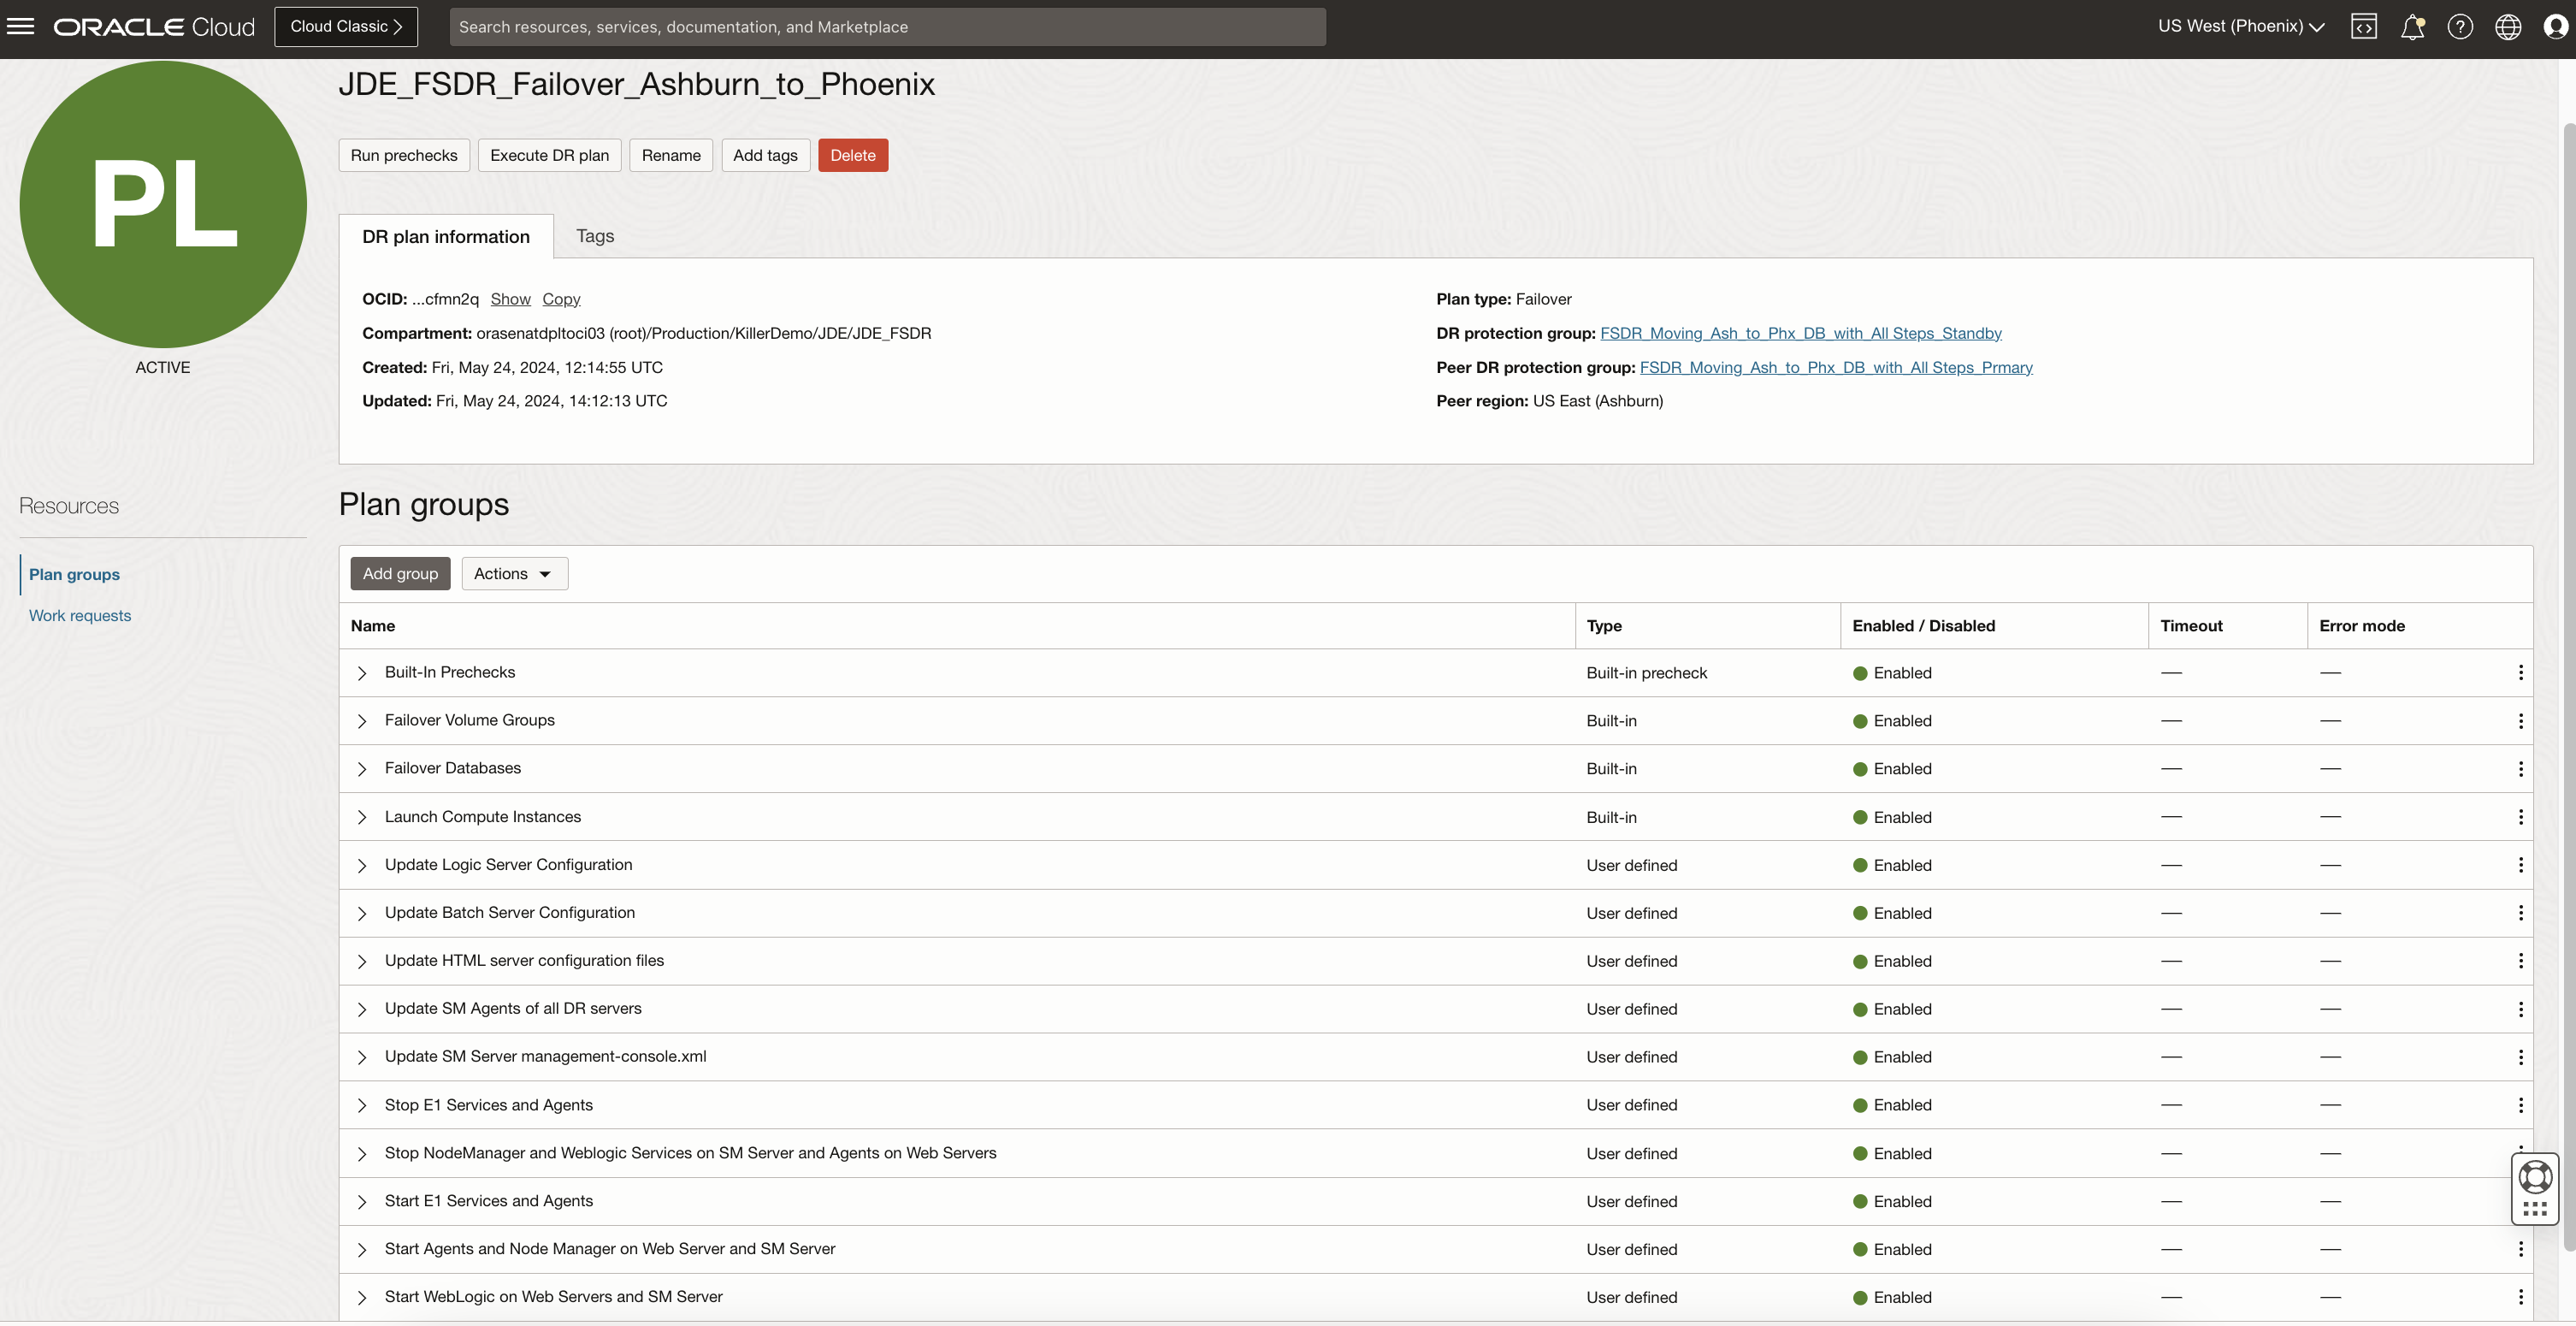 ORACLE Cloud
Cloud Classic
Search resources, services, documentation, and Marketplace
US West (Phoenix)
PL
ACTIVE
JDE_FSDR_Failover_Ashburn_to_Phoenix
Run prechecks
Execute DR plan
Rename
Add tags
Delete
DR plan information
Tags
OCID: ...cfmn2q Show Copy
Compartment: orasenatdpltoci03 (root)/Production/KillerDemo/JDE/JDE_FSDR
Created: Fri, May 24, 2024, 12:14:55 UTC
Updated: Fri, May 24, 2024, 14:12:13 UTC
Plan type: Failover
DR protection group: FSDR_Moving_Ash_to_Phx_DB_with_All Steps_Standby
Peer DR protection group: FSDR_Moving_Ash_to_Phx_DB_with_All Steps_Prmary
Peer region: US East (Ashburn)
Resources
Plan groups
Work requests
Plan groups
Add group
Actions
Name Type Enabled / Disabled Timeout Error mode
Built-In Prechecks Built-in precheck Enabled — —
Failover Volume Groups Built-in Enabled — —
Failover Databases Built-in Enabled — —
Launch Compute Instances Built-in Enabled — —
Update Logic Server Configuration User defined Enabled — —
Update Batch Server Configuration User defined Enabled — —
Update HTML server configuration files User defined Enabled — —
Update SM Agents of all DR servers User defined Enabled — —
Update SM Server management-console.xml User defined Enabled — —
Stop E1 Services and Agents User defined Enabled — —
Stop NodeManager and Weblogic Services on SM Server and Agents on Web Servers User defined Enabled — —
Start E1 Services and Agents User defined Enabled — —
Start Agents and Node Manager on Web Server and SM Server User defined Enabled — —
Start WebLogic on Web Servers and SM Server User defined Enabled — —